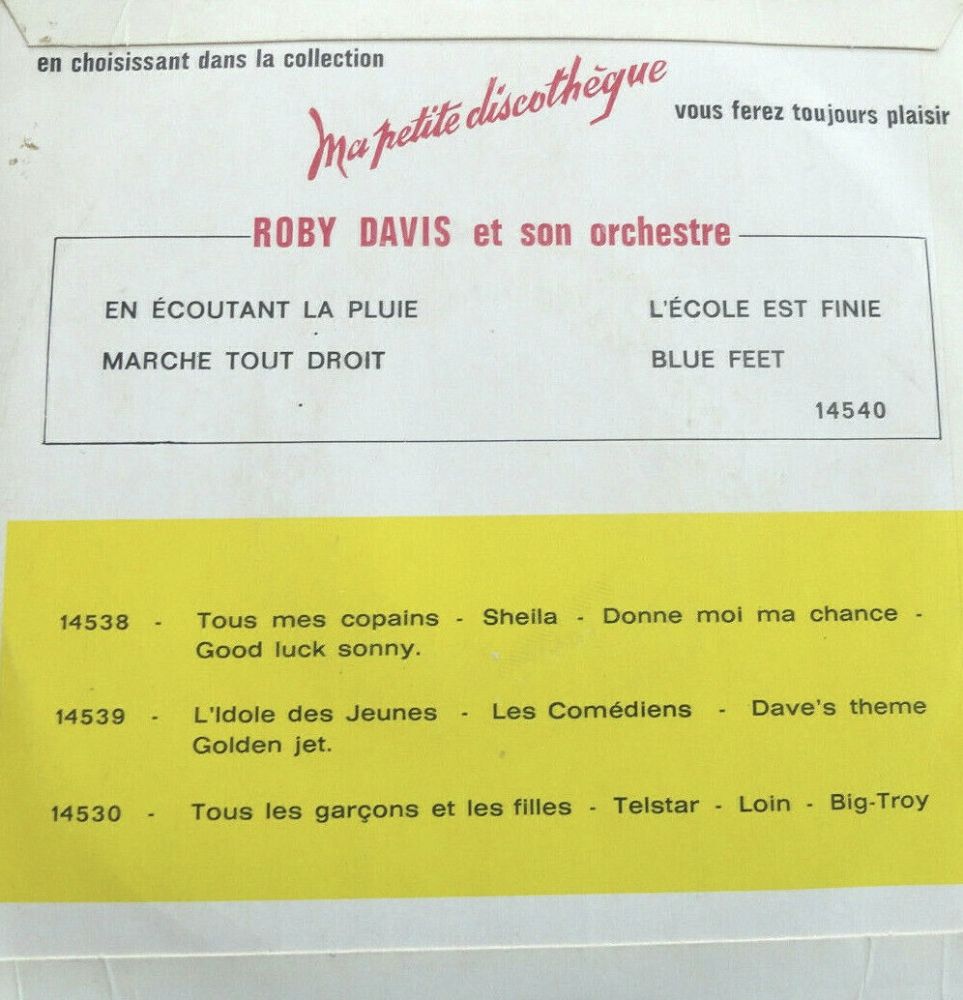 en choisissant dans la collection
Ma petite discothèque
vous ferez toujours plaisir
ROBY DAVIS et son orchestre
EN ÉCOUTANT LA PLUIE
L'ÉCOLE EST FINIE
MARCHE TOUT DROIT
BLUE FEET
14540
14538 - Tous mes copains - Sheila - Donne moi ma chance -
Good luck sonny.
14539 - L'Idole des Jeunes - Les Comédiens - Dave's theme
Golden jet.
14530 - Tous les garçons et les filles - Telstar - Loin - Big-Troy